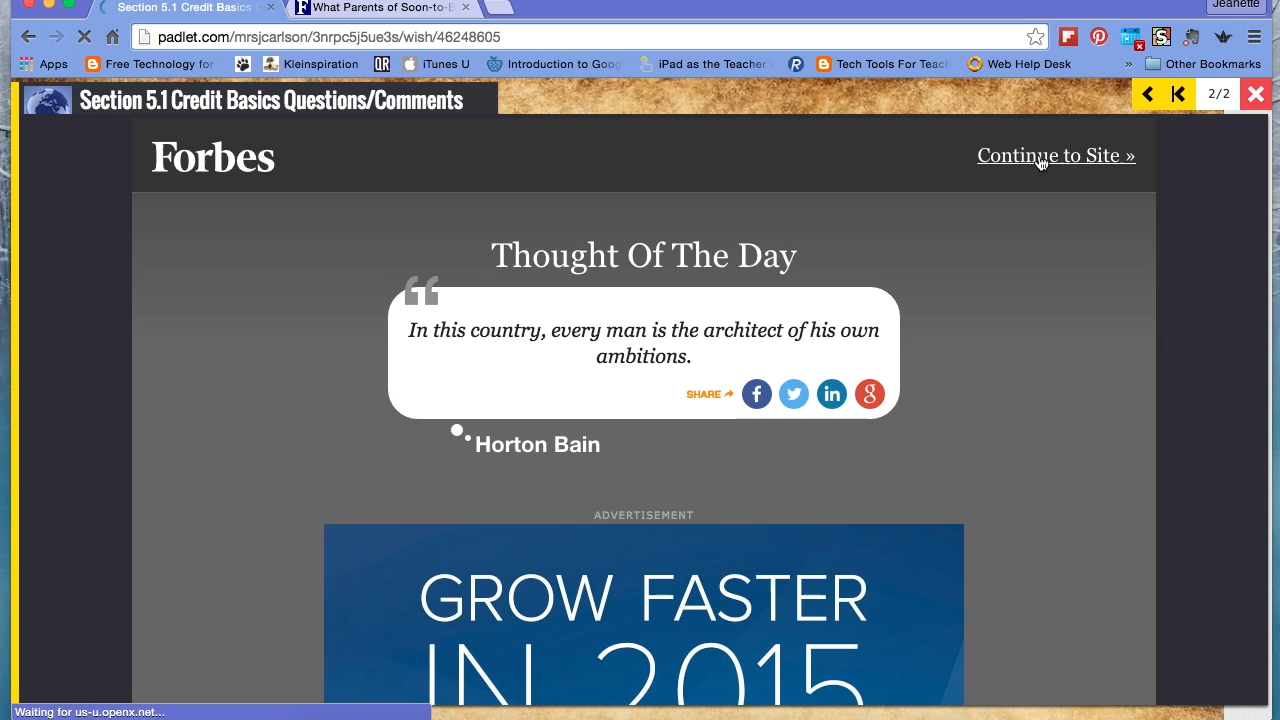 Section 5.1 Credit Basics
What Parents of Soon-to-B
Jeanette
padlet.com/mrsjcarlson/3nrpc5j5ue3s/wish/46248605
Apps
Free Technology for
Kleinspiration
QR
iTunes U
Introduction to Goog
iPad as the Teacher'
Tech Tools For Teac
Web Help Desk
»
Other Bookmarks
Section 5.1 Credit Basics Questions/Comments
2/2
Forbes
Continue to Site »
Thought Of The Day
In this country, every man is the architect of his own
ambitions.
SHARE
Horton Bain
ADVERTISEMENT
GROW FASTER
IN 2015
Waiting for us-u.openx.net...